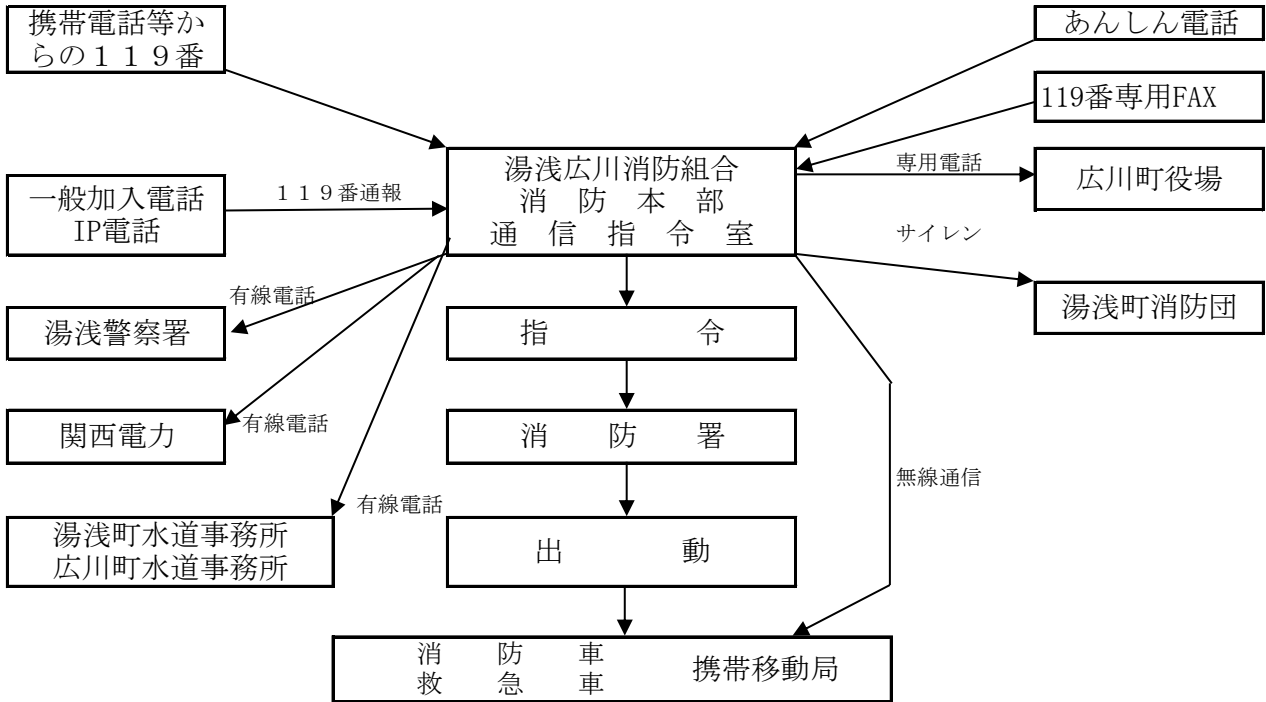 携帯電話等か
らの１１９番
あんしん電話
119番専用FAX
湯浅広川消防組合
消　防　本　部
通　信　指　令　室
専用電話
広川町役場
一般加入電話
IP電話
１１９番通報
サイレン
有線電話
湯浅警察署
指　　　　令
湯浅町消防団
関西電力
有線電話
消　防　署
無線通信
有線電話
湯浅町水道事務所
広川町水道事務所
出　　　　動
消　防　車
救　急　車
携帯移動局